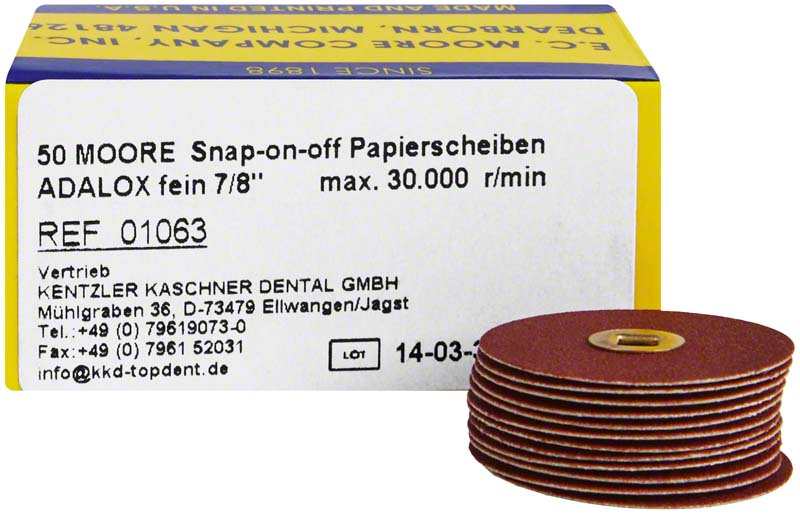 MADE AND PRINTED IN U.S.A.
E.C. MOORE COMPANY, INC.
DEARBORN, MICHIGAN 48126
SINCE 1898
50 MOORE Snap-on-off Papierscheiben
ADALOX fein 7/8" max. 30.000 r/min
REF 01063
Vertrieb
KENTZLER KASCHNER DENTAL GMBH
Mühlgraben 36, D-73479 Ellwangen/Jagst
Tel.:+49 (0) 79619073-0
Fax:+49 (0) 7961 52031
info@kkd-topdent.de
LOT 14-03-